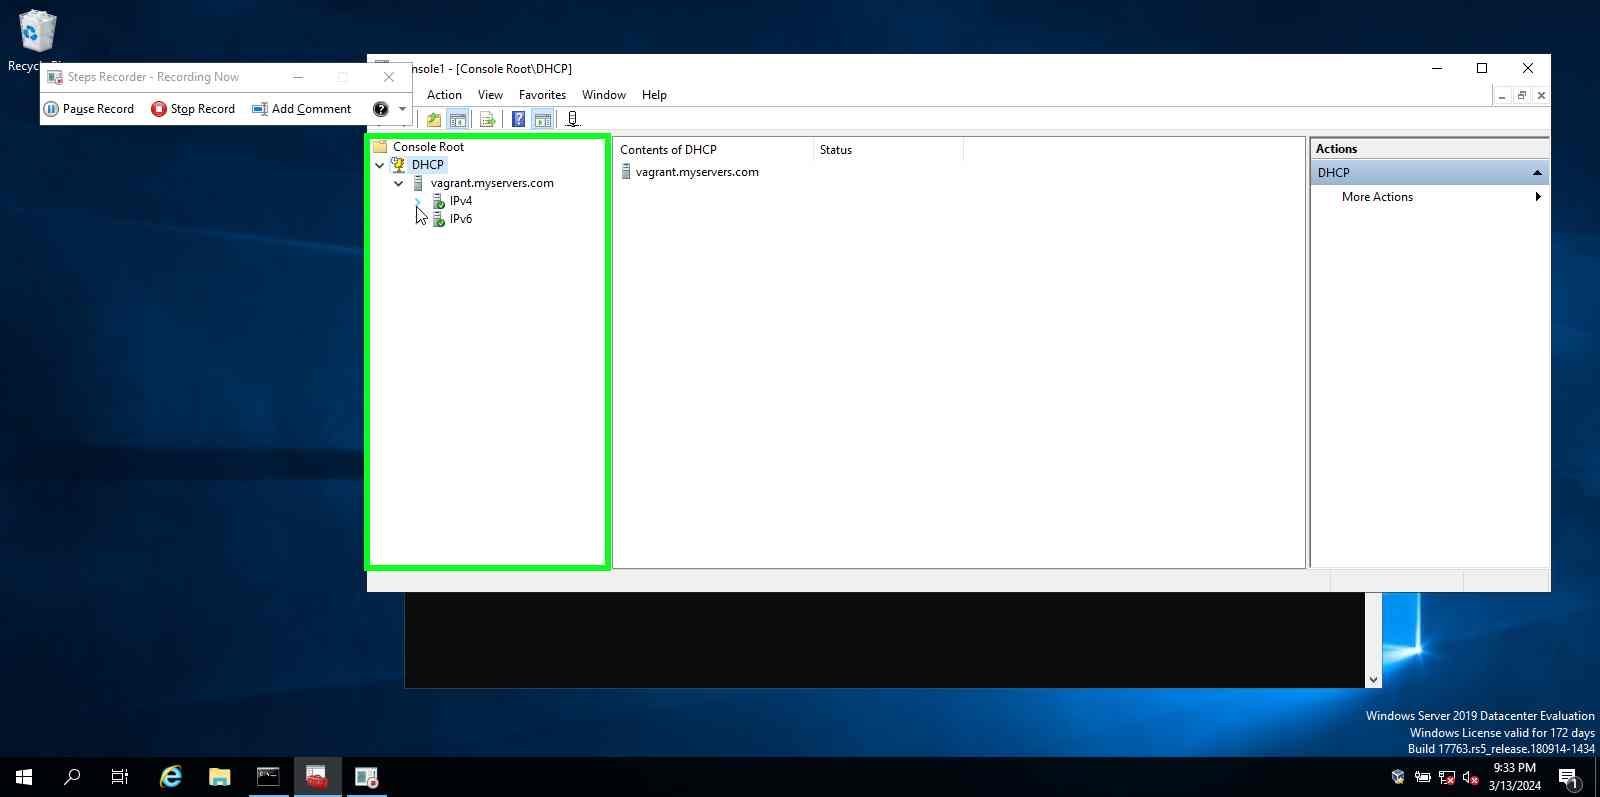 Steps Recorder - Recording Now
Pause Record
Stop Record
Add Comment
[Console Root\DHCP]
Action
View
Favorites
Window
Help
Console Root
DHCP
vagrant.myservers.com
IPv4
IPv6
Contents of DHCP
Status
vagrant.myservers.com
Actions
DHCP
More Actions
Windows Server 2019 Datacenter Evaluation
Windows License valid for 172 days
Build 17763.rs5_release.180914-1434
9:33 PM
3/13/2024
1